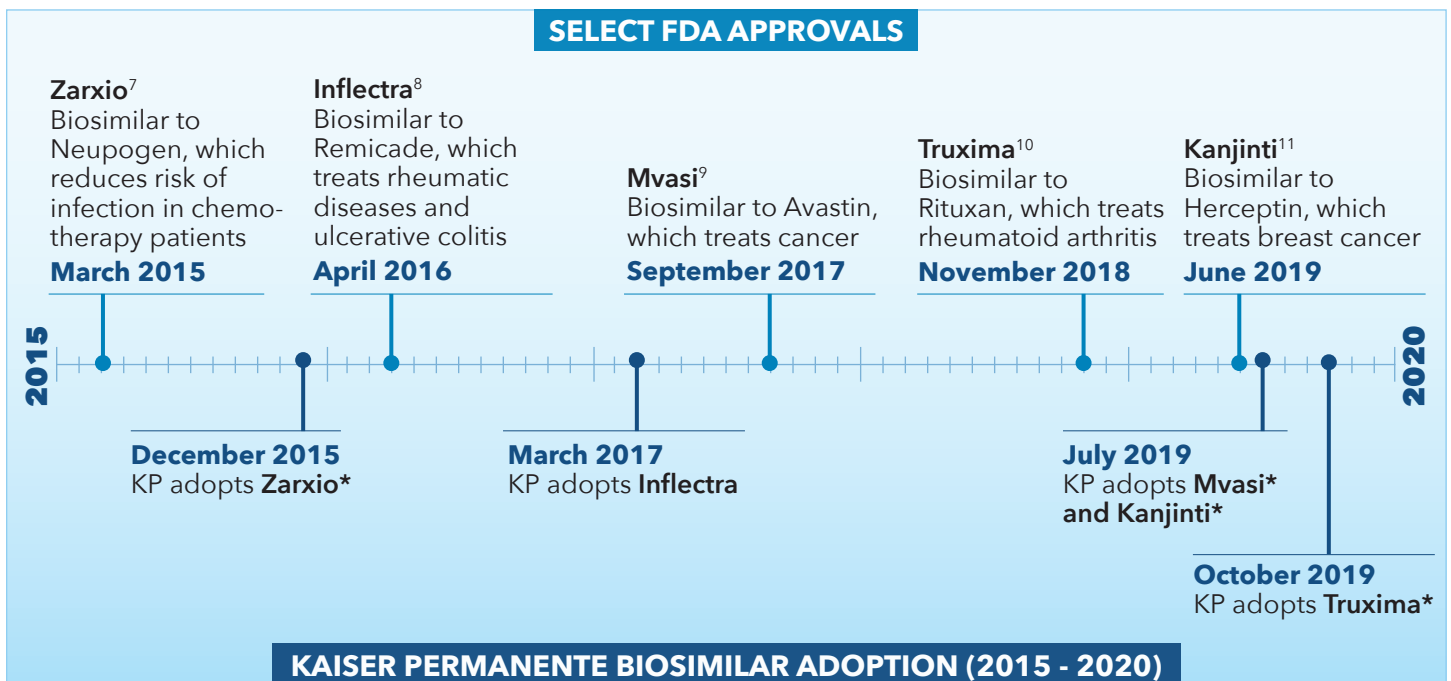 SELECT FDA APPROVALS
Zarxio⁷
Biosimilar to
Neupogen, which
reduces risk of
infection in chemo-
therapy patients
March 2015
Inflectra⁸
Biosimilar to
Remicade, which
treats rheumatic
diseases and
ulcerative colitis
April 2016
Mvasi⁹
Biosimilar to Avastin,
which treats cancer
September 2017
Truxima¹⁰
Biosimilar to
Rituxan, which treats
rheumatoid arthritis
November 2018
Kanjinti¹¹
Biosimilar to
Herceptin, which
treats breast cancer
June 2019
2015
2020
December 2015
KP adopts Zarxio*
March 2017
KP adopts Inflectra
July 2019
KP adopts Mvasi*
and Kanjinti*
October 2019
KP adopts Truxima*
KAISER PERMANENTE BIOSIMILAR ADOPTION (2015 - 2020)